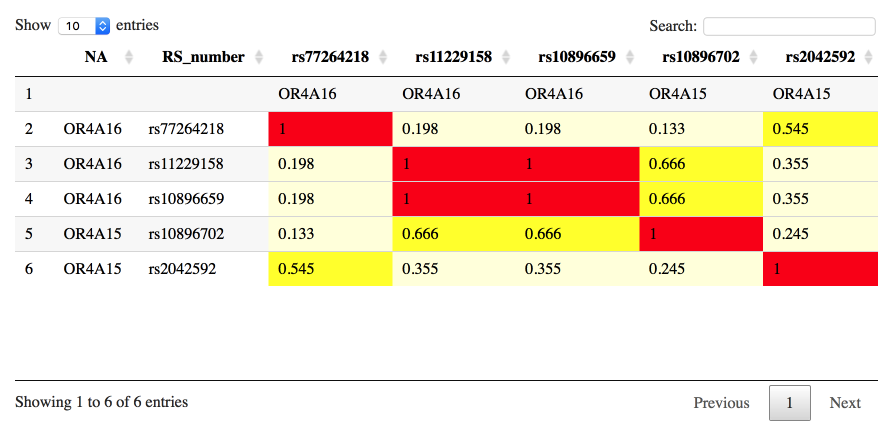 Show 10 entries Search:
NA RS_number rs77264218 rs11229158 rs10896659 rs10896702 rs2042592
1 OR4A16 OR4A16 OR4A16 OR4A15 OR4A15
2 OR4A16 rs77264218 1 0.198 0.198 0.133 0.545
3 OR4A16 rs11229158 0.198 1 1 0.666 0.355
4 OR4A16 rs10896659 0.198 1 1 0.666 0.355
5 OR4A15 rs10896702 0.133 0.666 0.666 1 0.245
6 OR4A15 rs2042592 0.545 0.355 0.355 0.245 1
Showing 1 to 6 of 6 entries Previous 1 Next